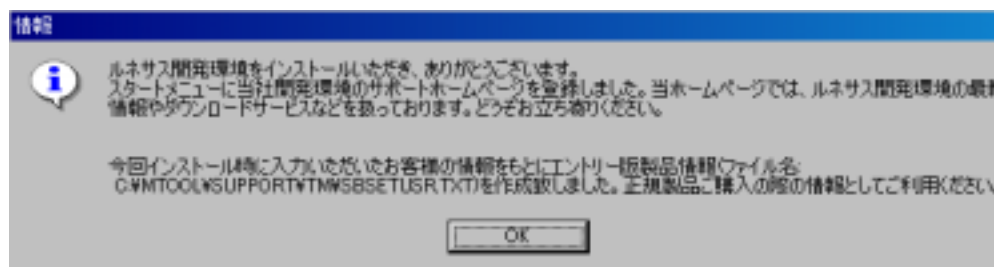 情報
ルネサス開発環境をインストールいただき、ありがとうございます。
スタートメニューに当社開発環境のサポートホームページを登録しました。当ホームページでは、ルネサス開発環境の最新
情報やダウンロードサービスなどを扱っております。どうぞお立ち寄りください。
今回インストール時に入力いただいたお客様の情報をもとにエントリー版製品情報(ファイル名:
C:¥MTOOL¥SUPPORT¥TM¥SBSETUSR.TXT)を作成致しました。正規製品ご購入の際の情報としてご利用ください
OK